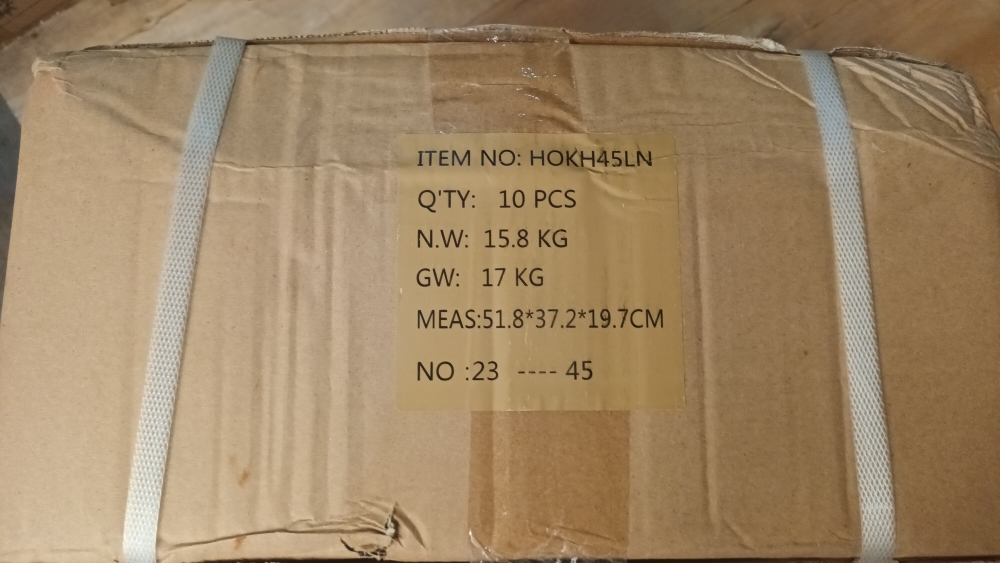 ITEM NO: HOKH45LN
Q'TY: 10 PCS
N.W: 15.8 KG
GW: 17 KG
MEAS:51.8*37.2*19.7CM
NO :23 ---- 45